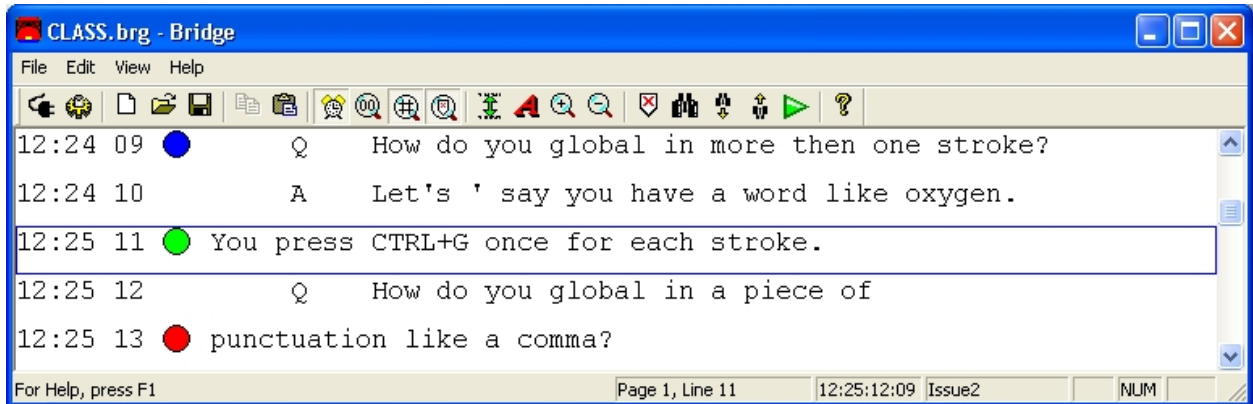 CLASS.brg - Bridge
File Edit View Help
12:24 09 Q How do you global in more then one stroke?
12:24 10 A Let's ' say you have a word like oxygen.
12:25 11 You press CTRL+G once for each stroke.
12:25 12 Q How do you global in a piece of
12:25 13 punctuation like a comma?
For Help, press F1 Page 1, Line 11 12:25:12:09 Issue2 NUM